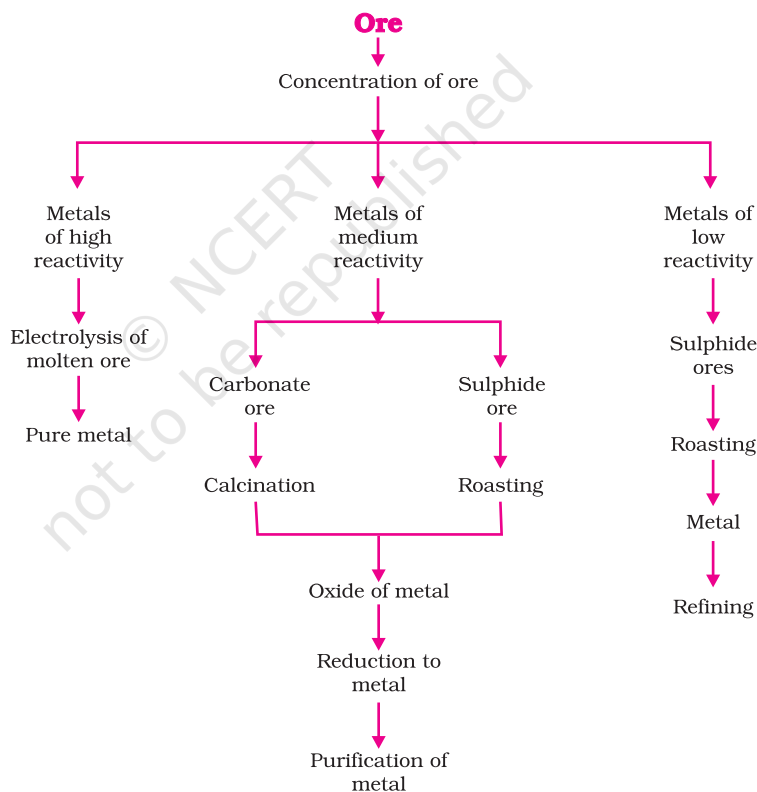 Ore
Concentration of ore
Metals
of high
reactivity
Electrolysis of
molten ore
Pure metal
Metals of
medium
reactivity
Carbonate
ore
Calcination
Sulphide
ore
Roasting
Oxide of metal
Reduction to
metal
Purification of
metal
Metals of
low
reactivity
Sulphide
ores
Roasting
Metal
Refining
© NCERT
not to be republished